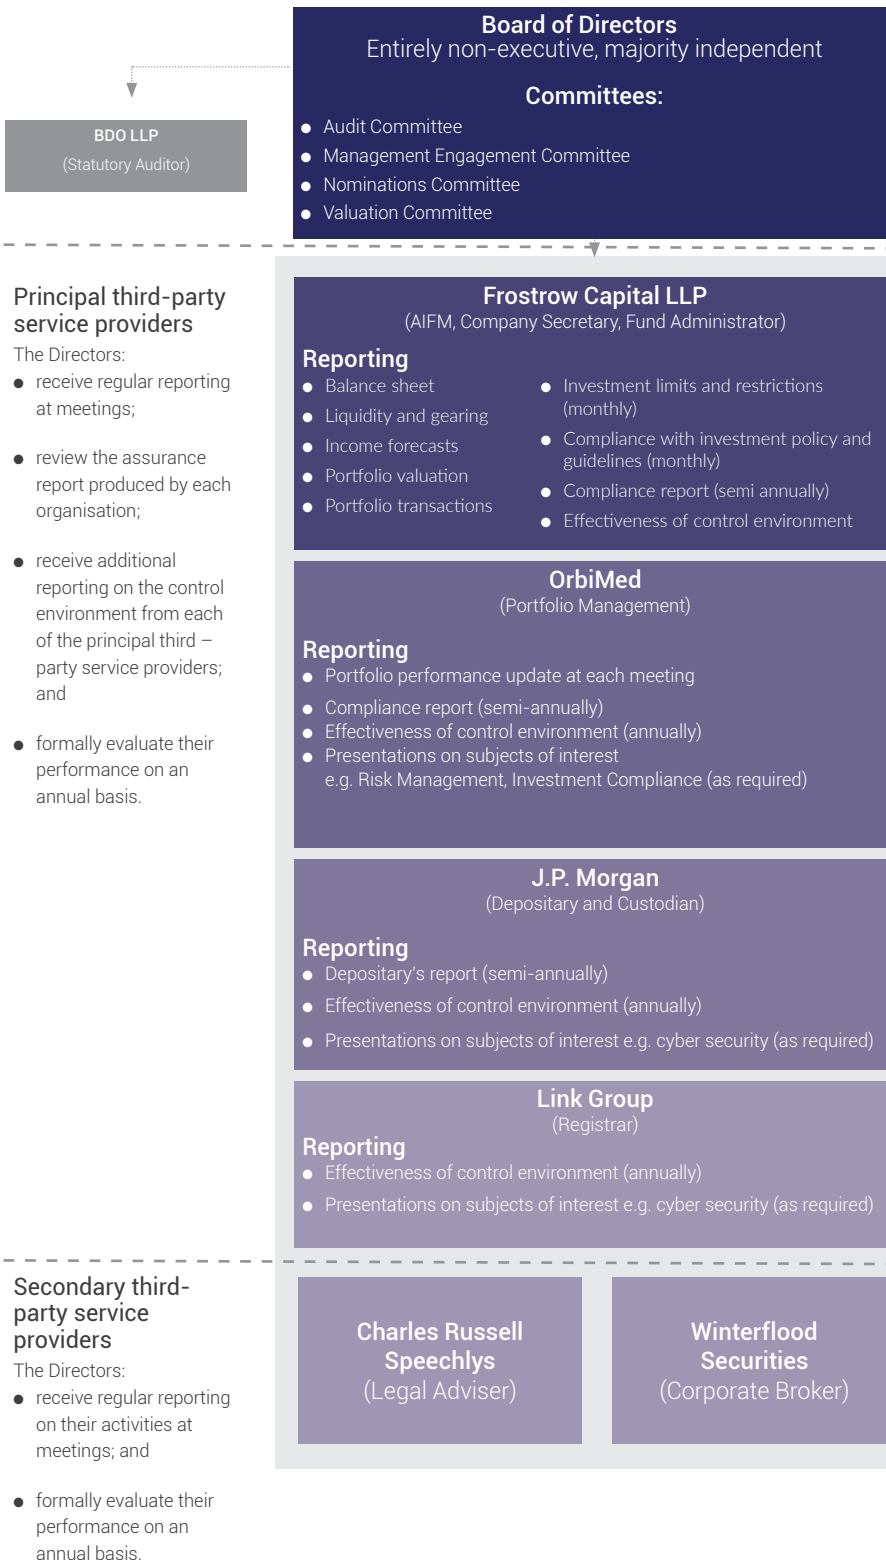 Board of Directors
Entirely non-executive, majority independent
Committees:
● Audit Committee
● Management Engagement Committee
● Nominations Committee
● Valuation Committee
BDO LLP
(Statutory Auditor)
Principal third-party
service providers
The Directors:
● receive regular reporting
at meetings;
● review the assurance
report produced by each
organisation;
● receive additional
reporting on the control
environment from each
of the principal third –
party service providers;
and
● formally evaluate their
performance on an
annual basis.
Frostrow Capital LLP
(AIFM, Company Secretary, Fund Administrator)
Reporting
● Balance sheet
● Liquidity and gearing
● Income forecasts
● Portfolio valuation
● Portfolio transactions
● Investment limits and restrictions
(monthly)
● Compliance with investment policy and
guidelines (monthly)
● Compliance report (semi annually)
● Effectiveness of control environment
OrbiMed
(Portfolio Management)
Reporting
● Portfolio performance update at each meeting
● Compliance report (semi-annually)
● Effectiveness of control environment (annually)
● Presentations on subjects of interest
e.g. Risk Management, Investment Compliance (as required)
J.P. Morgan
(Depositary and Custodian)
Reporting
● Depositary's report (semi-annually)
● Effectiveness of control environment (annually)
● Presentations on subjects of interest e.g. cyber security (as required)
Link Group
(Registrar)
Reporting
● Effectiveness of control environment (annually)
● Presentations on subjects of interest e.g. cyber security (as required)
Secondary third-
party service
providers
The Directors:
● receive regular reporting
on their activities at
meetings; and
● formally evaluate their
performance on an
annual basis.
Charles Russell
Speechlys
(Legal Adviser)
Winterflood
Securities
(Corporate Broker)